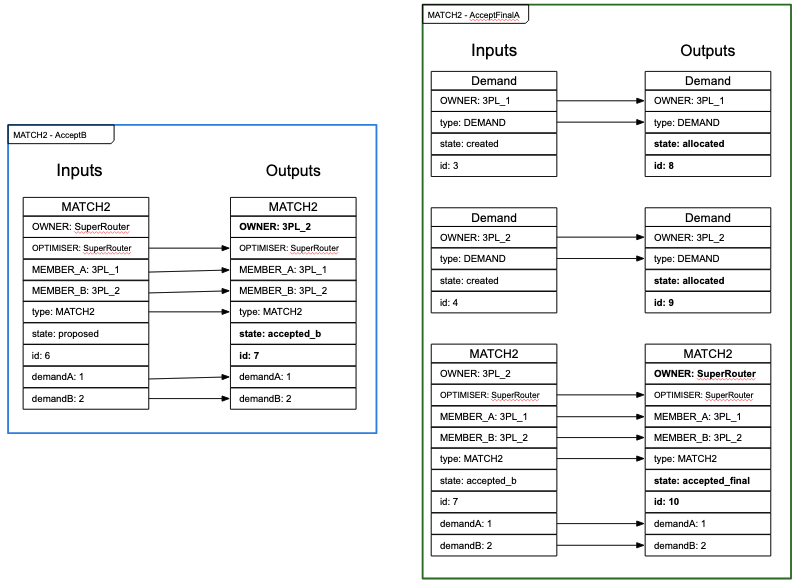 MATCH2 - AcceptB
Inputs
Outputs
MATCH2
OWNER: SuperRouter
OPTIMISER: SuperRouter
MEMBER_A: 3PL_1
MEMBER_B: 3PL_2
type: MATCH2
state: proposed
id: 6
demandA: 1
demandB: 2
MATCH2
OWNER: 3PL_2
OPTIMISER: SuperRouter
MEMBER_A: 3PL_1
MEMBER_B: 3PL_2
type: MATCH2
state: accepted_b
id: 7
demandA: 1
demandB: 2
MATCH2 - AcceptFinalA
Inputs
Outputs
Demand
OWNER: 3PL_1
type: DEMAND
state: created
id: 3
Demand
OWNER: 3PL_1
type: DEMAND
state: allocated
id: 8
Demand
OWNER: 3PL_2
type: DEMAND
state: created
id: 4
Demand
OWNER: 3PL_2
type: DEMAND
state: allocated
id: 9
MATCH2
OWNER: 3PL_2
OPTIMISER: SuperRouter
MEMBER_A: 3PL_1
MEMBER_B: 3PL_2
type: MATCH2
state: accepted_b
id: 7
demandA: 1
demandB: 2
MATCH2
OWNER: SuperRouter
OPTIMISER: SuperRouter
MEMBER_A: 3PL_1
MEMBER_B: 3PL_2
type: MATCH2
state: accepted_final
id: 10
demandA: 1
demandB: 2